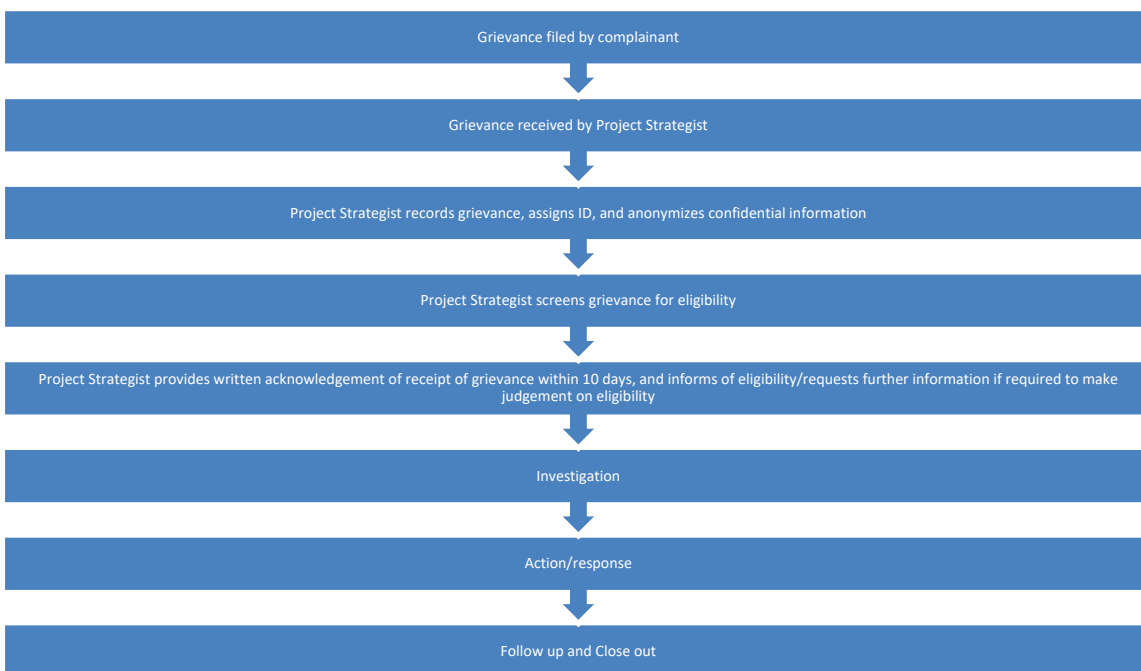 Grievance filed by complainant
Grievance received by Project Strategist
Project Strategist records grievance, assigns ID, and anonymizes confidential information
Project Strategist screens grievance for eligibility
Project Strategist provides written acknowledgement of receipt of grievance within 10 days, and informs of eligibility/requests further information if required to make
judgement on eligibility
Investigation
Action/response
Follow up and Close out